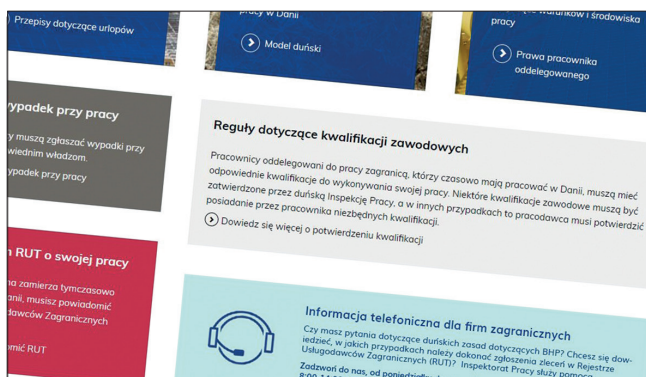 Przepisy dotyczące urlopów
pracy w Danii
Model duński
warunków i środowiska
pracy
Prawa pracownika
oddelegowanego
wypadek przy pracy
muszą zgłaszać wypadki przy
władzom.
wypadek przy pracy
Reguły dotyczące kwalifikacji zawodowych
Pracownicy oddelegowani do pracy zagranicą, którzy czasowo mają pracować w Danii, muszą mieć
odpowiednie kwalifikacje do wykonywania swojej pracy. Niektóre kwalifikacje zawodowe muszą być
zatwierdzone przez duńską Inspekcję Pracy, a w innych przypadkach to pracodawca musi potwierdzić
posiadanie przez pracownika niezbędnych kwalifikacji.
Dowiedz się więcej o potwierdzeniu kwalifikacji
RUT o swojej pracy
zamierza tymczasowo
musisz powiadomić
Zagranicznych
RUT
Informacja telefoniczna dla firm zagranicznych
Czy masz pytania dotyczące duńskich zasad dotyczących BHP? Chcesz się dow-
iedzieć, w jakich przypadkach należy dokonać zgłoszenia zleceń w Rejestrze
Usługodawców Zagranicznych (RUT)? Inspektorat Pracy służy pomocą
Zadzwoń do nas, od